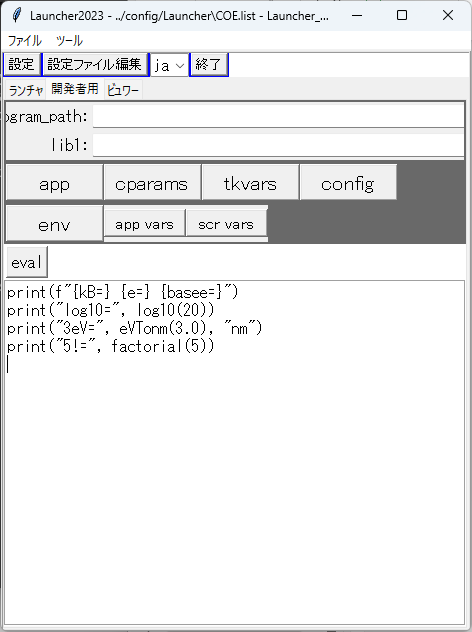 Launcher2023 - ../config/Launcher\COE.list - Launcher_...
ファイル ツール
設定 設定ファイル編集 ja 終了
ランチャ 開発者用 ビュワー
ogram_path:
lib1:
app cparams tkvars config
env app vars scr vars
eval
print(f"{kB=} {e=} {basee=}")
print("log10=", log10(20))
print("3eV=", eVTonm(3.0), "nm")
print("5!=", factorial(5))